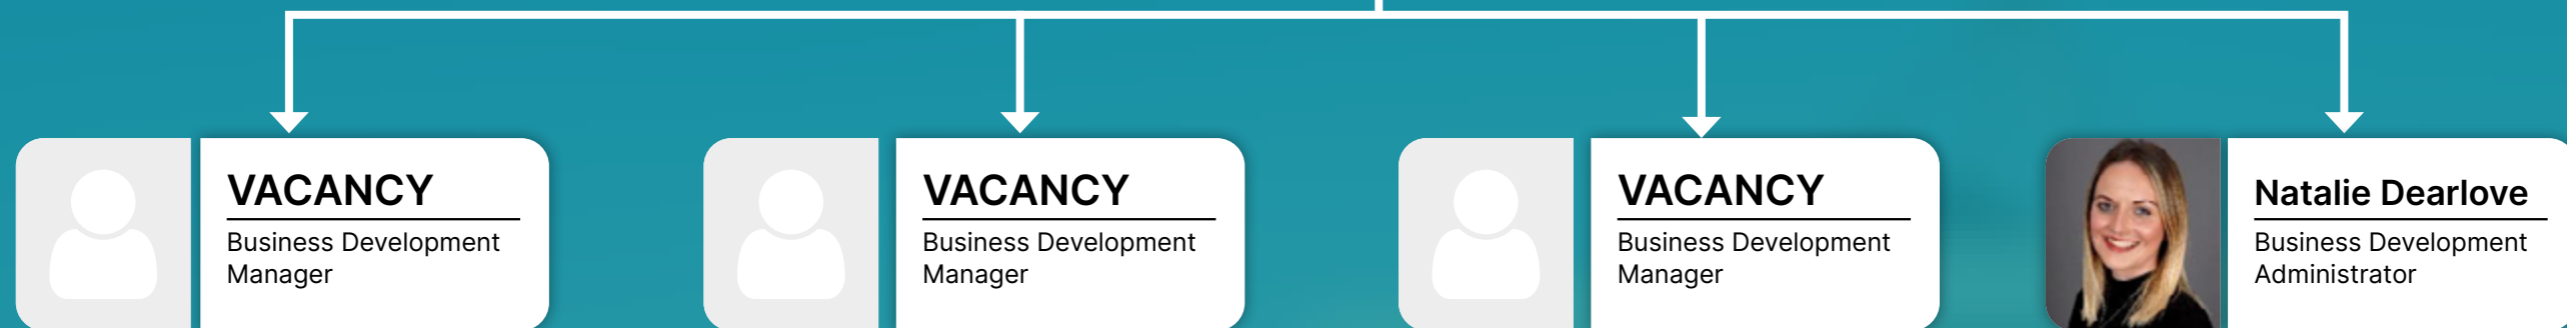 VACANCY
Business Development
Manager
VACANCY
Business Development
Manager
VACANCY
Business Development
Manager
Natalie Dearlove
Business Development
Administrator